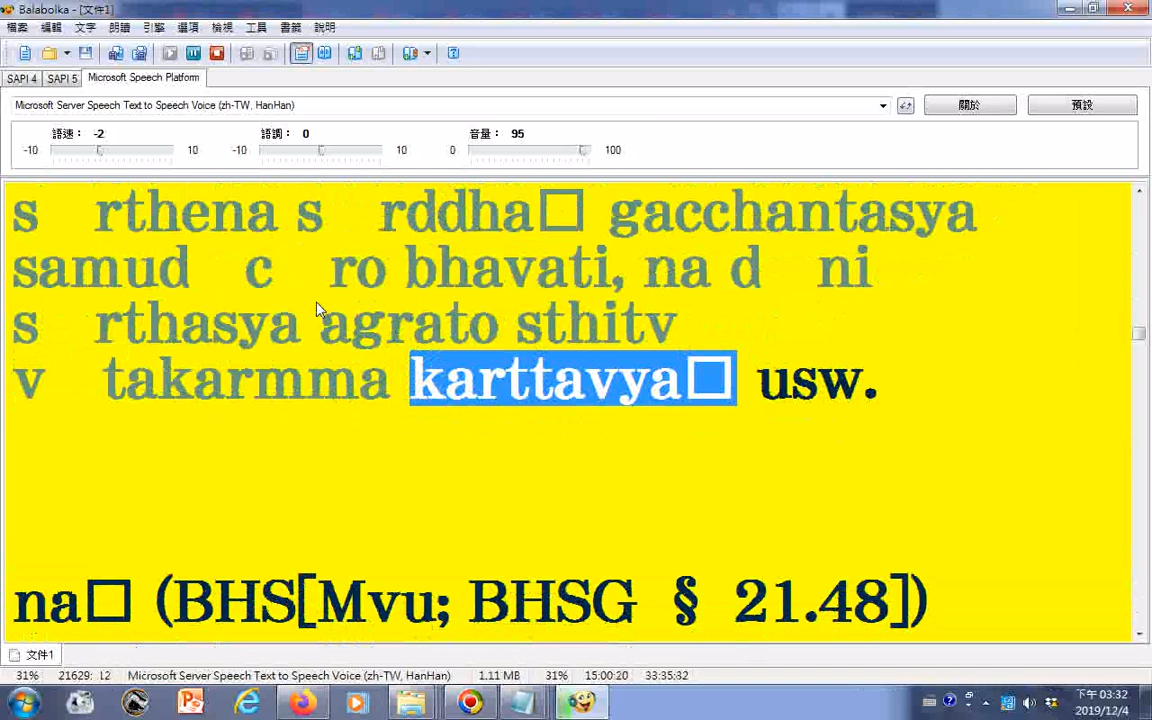 Balabolka - [文件1]
檔案 編輯 文字 朗讀 引擎 選項 檢視 工具 書籤 說明
SAPI 4 SAPI 5 Microsoft Speech Platform
Microsoft Server Speech Text to Speech Voice (zh-TW, HanHan) 關於 預設
語速： -2 語調： 0 音量： 95
-10 10 -10 10 0 100
s rthena s rddha□ gacchantasya
samud c ro bhavati, na d ni
s rthasya agrato sthitv
v takarmma karttavya□ usw.
na□ (BHS[Mvu; BHSG § 21.48])
文件1
31% 21629: 12 Microsoft Server Speech Text to Speech Voice (zh-TW, HanHan) 1.11 MB 31% 15:00:20 33:35:32
下午 03:32
2019/12/4